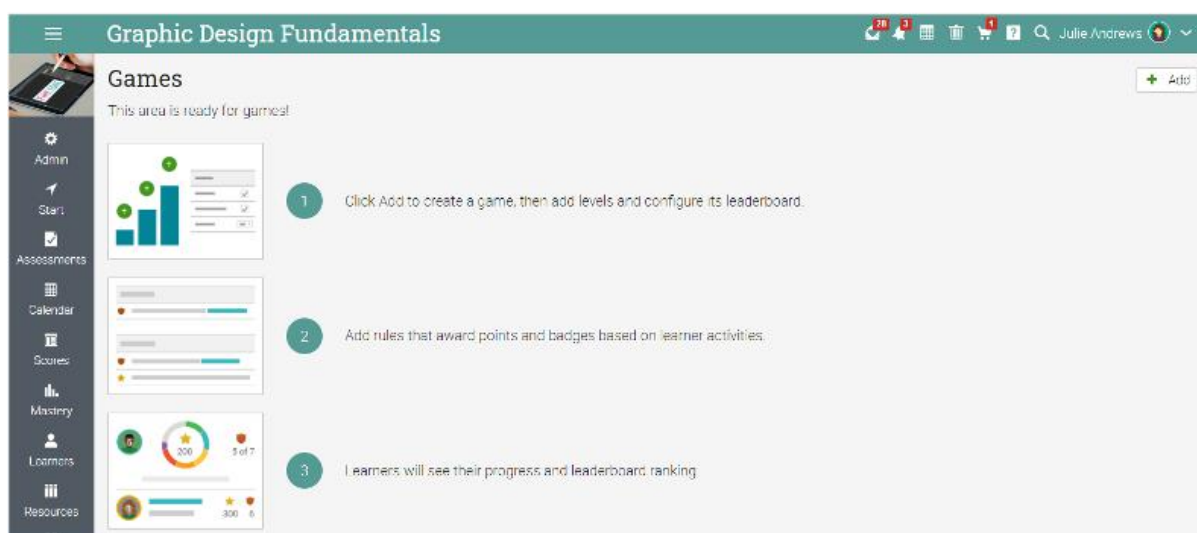 Graphic Design Fundamentals
20
3
1
Julie Andrews
Games
Add
This area is ready for games!
Admin
Start
Assessments
Calendar
Scores
Mastery
Learners
Resources
1
Click Add to create a game, then add levels and configure its leaderboard.
2
Add rules that award points and badges based on learner activities.
200
5 of 7
300 6
3
Learners will see their progress and leaderboard ranking